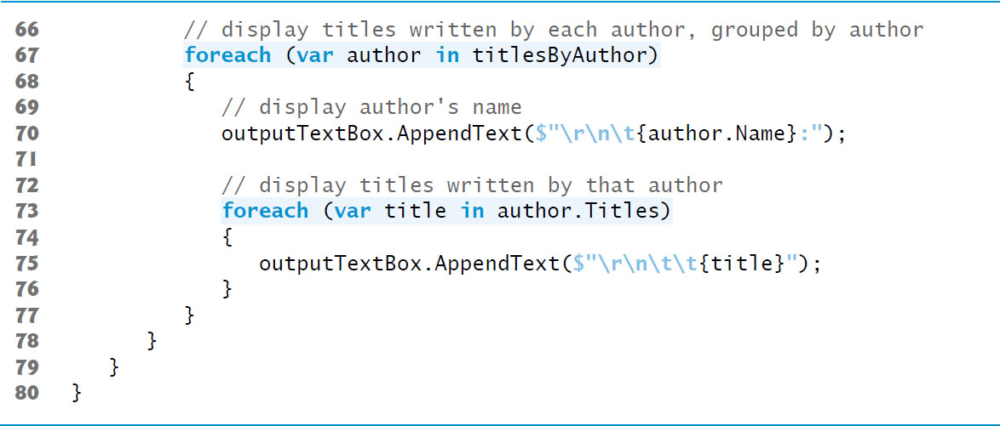 66 // display titles written by each author, grouped by author
67 foreach (var author in titlesByAuthor)
68 {
69 // display author's name
70 outputTextBox.AppendText($"\r\n\t{author.Name}:");
71
72 // display titles written by that author
73 foreach (var title in author.Titles)
74 {
75 outputTextBox.AppendText($"\r\n\t\t{title}");
76 }
77 }
78 }
79 }
80 }